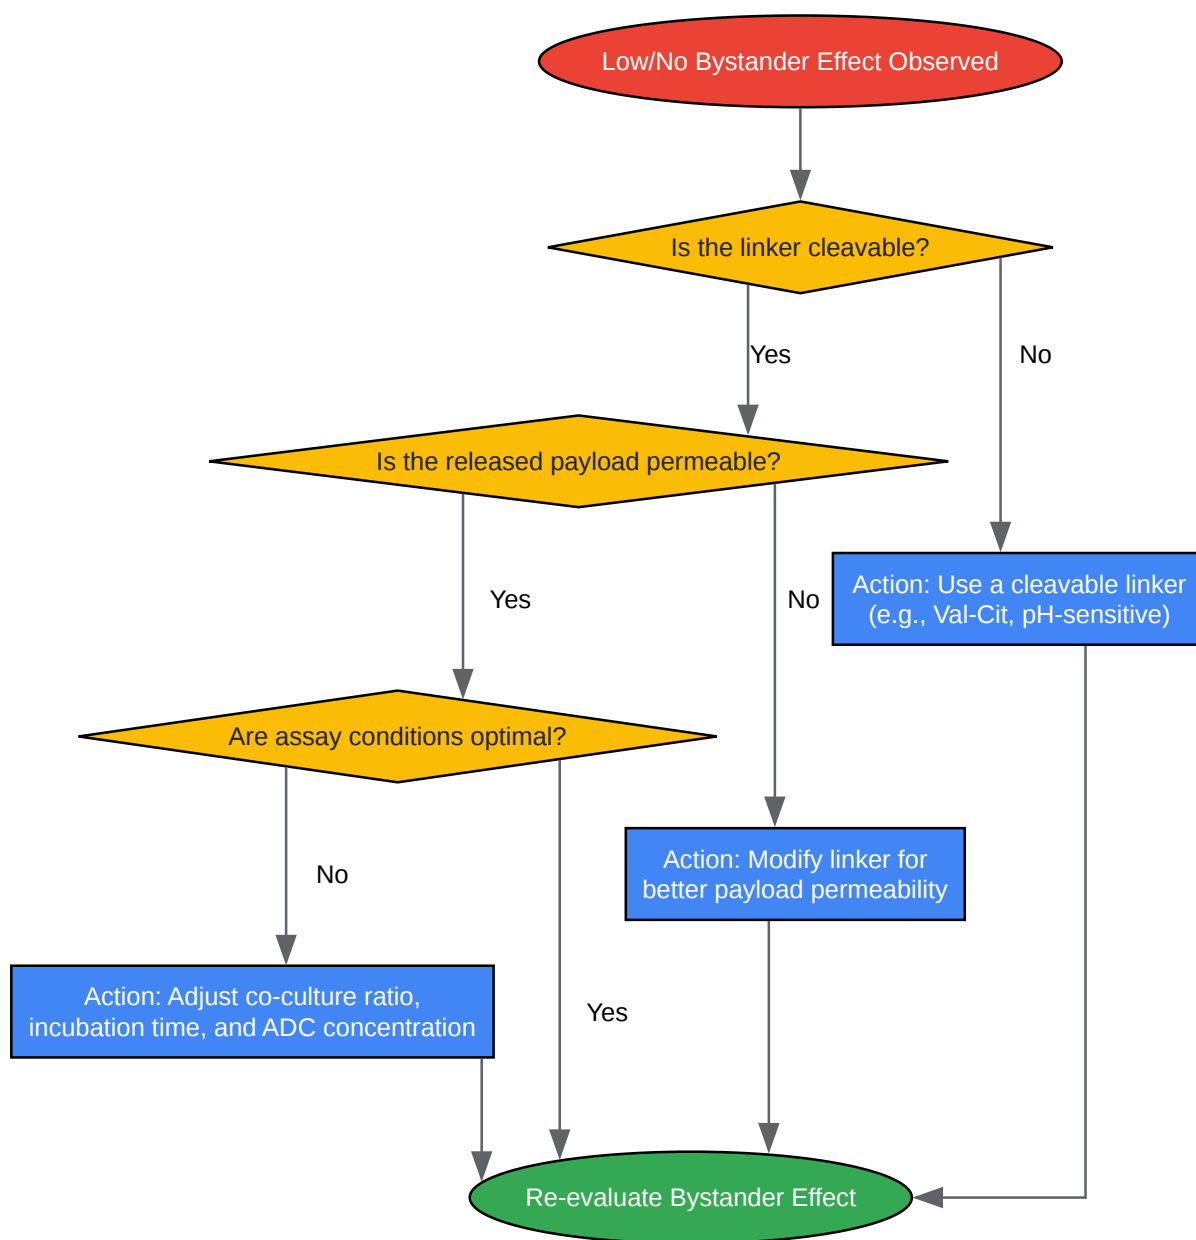 Low/No Bystander Effect Observed
Is the linker cleavable?
Yes
No
Is the released payload permeable?
Yes
No
Action: Use a cleavable linker
(e.g., Val-Cit, pH-sensitive)
Are assay conditions optimal?
No
Yes
Action: Modify linker for
better payload permeability
Action: Adjust co-culture ratio,
incubation time, and ADC concentration
Re-evaluate Bystander Effect